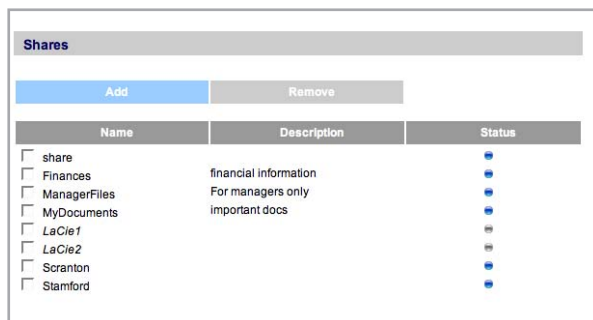 Shares
Add Remove
Name Description Status
share
Finances financial information
ManagerFiles For managers only
MyDocuments important docs
LaCie1
LaCie2
Scranton
Stamford